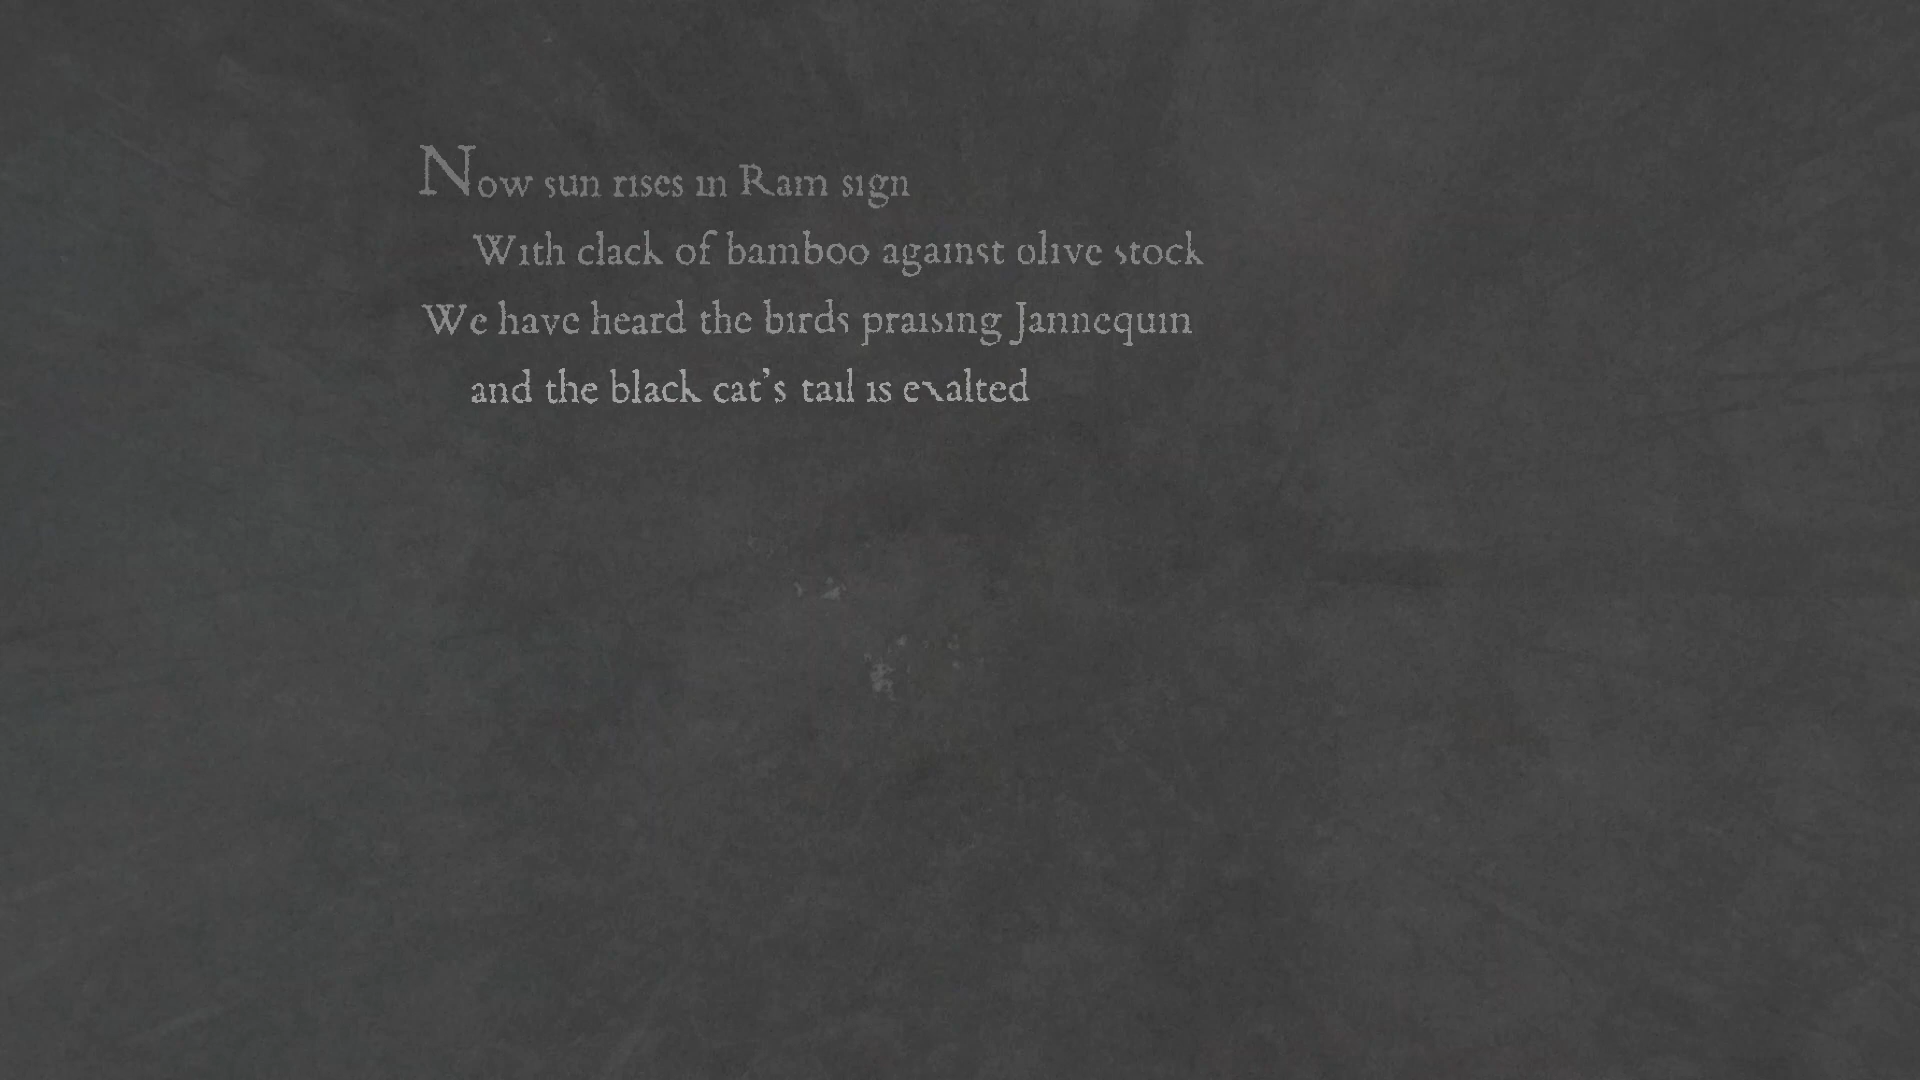 Now sun rises in Ram sign
With clack of bamboo against olive stock
We have heard the birds praising Jannequin
and the black cat's tail is exalted